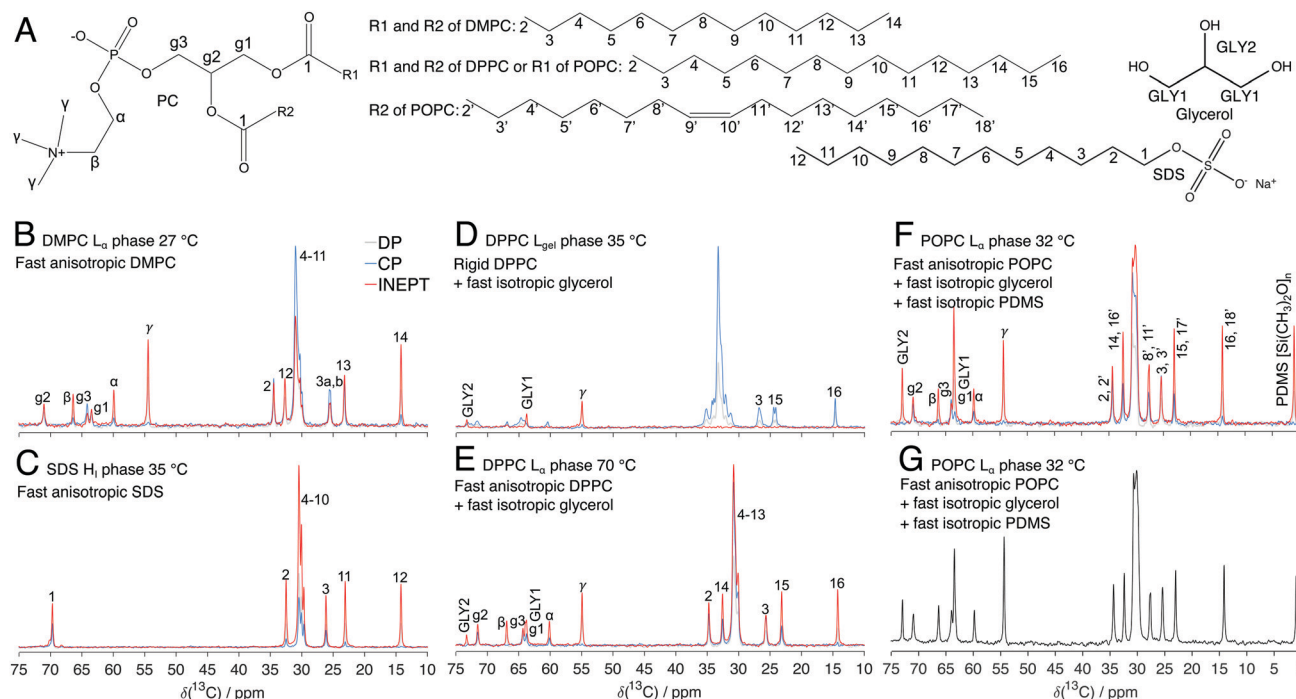 A
-O
O
P
O
O
g3
g2
g1
O
1
R1
O
O
PC
O
1
R2
O
α
β
γ
γ
γ
N+
R1 and R2 of DMPC: 2 3 4 5 6 7 8 9 10 11 12 13 14
R1 and R2 of DPPC or R1 of POPC: 2 3 4 5 6 7 8 9 10 11 12 13 14 15 16
R2 of POPC: 2' 3' 4' 5' 6' 7' 8' 9' 10' 11' 12' 13' 14' 15' 16' 17' 18'
OH
GLY2
HO
OH
GLY1
GLY1
Glycerol
12 11 10 9 8 7 6 5 4 3 2 1
O
O
S
O
O-
Na+
SDS
B
DMPC Lα phase 27 °C
Fast anisotropic DMPC
DP
CP
INEPT
g2
β
g3
g1
α
γ
2
12
4-11
3a,b
13
14
C
SDS HI phase 35 °C
Fast anisotropic SDS
1
2
4-10
3
11
12
75 65 60 55 50 45 40 35 30 25 20 15 10
δ(13C) / ppm
D
DPPC Lgel phase 35 °C
Rigid DPPC
+ fast isotropic glycerol
GLY2
GLY1
γ
3
15
16
E
DPPC Lα phase 70 °C
Fast anisotropic DPPC
+ fast isotropic glycerol
GLY2
g2
β
g3
GLY1
g1
α
γ
2
14
4-13
3
15
16
75 65 60 55 50 45 40 35 30 25 20 15 10
δ(13C) / ppm
F
POPC Lα phase 32 °C
Fast anisotropic POPC
+ fast isotropic glycerol
+ fast isotropic PDMS
GLY2
g2
β
g3
g1
GLY1
α
γ
2, 2'
14, 16'
8', 11'
3, 3'
15, 17'
16, 18'
PDMS [Si(CH3)2O]n
G
POPC Lα phase 32 °C
Fast anisotropic POPC
+ fast isotropic glycerol
+ fast isotropic PDMS
75 65 60 55 50 45 40 35 30 25 20 15 5 0
δ(13C) / ppm